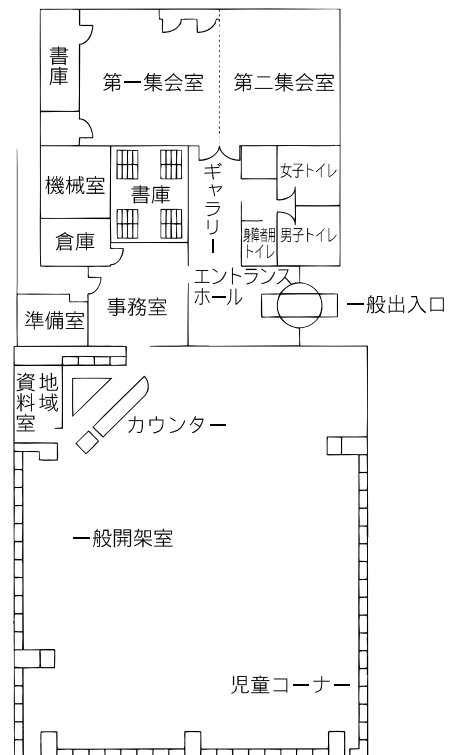 書庫
第一集会室
第二集会室
機械室
書庫
ギャラリー
女子トイレ
倉庫
身障者用
トイレ
男子トイレ
エントランス
ホール
一般出入口
準備室
事務室
地域
資料室
カウンター
一般開架室
児童コーナー